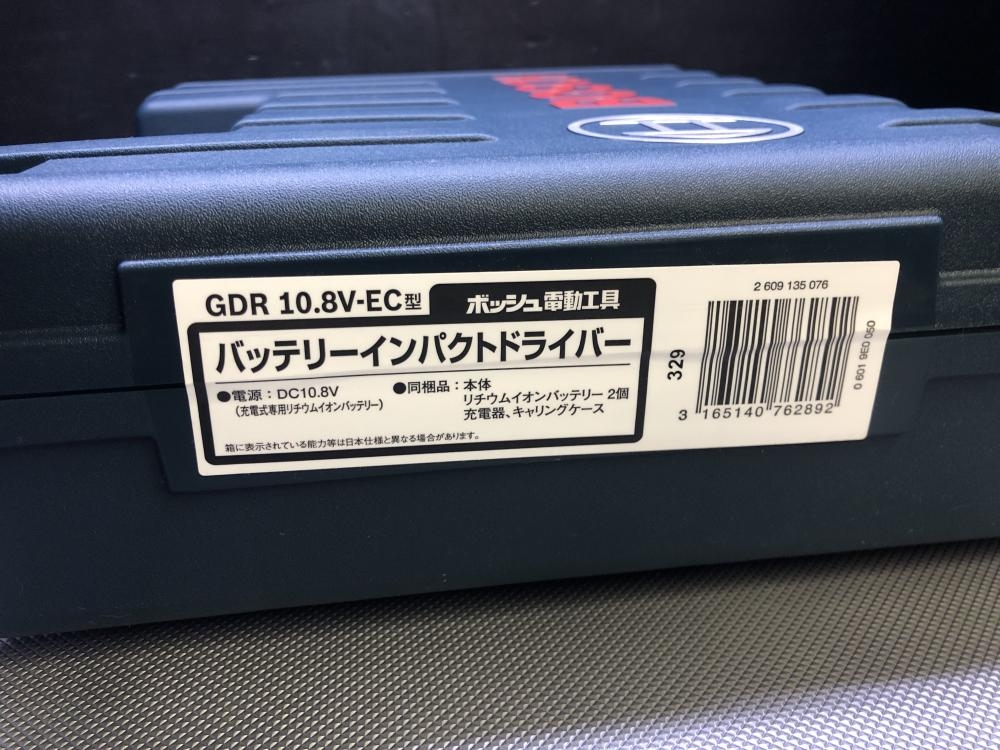 BOSCH
GDR 10.8V-EC型
ボッシュ電動工具
バッテリーインパクトドライバー
●電源：DC10.8V
（充電式専用リチウムイオンバッテリー）
●同梱品：本体
リチウムイオンバッテリー 2個
充電器、キャリングケース
箱に表示されている能力等は日本仕様と異なる場合があります。
2 609 135 076
329
3 165140 762892
0 601 9E0 050